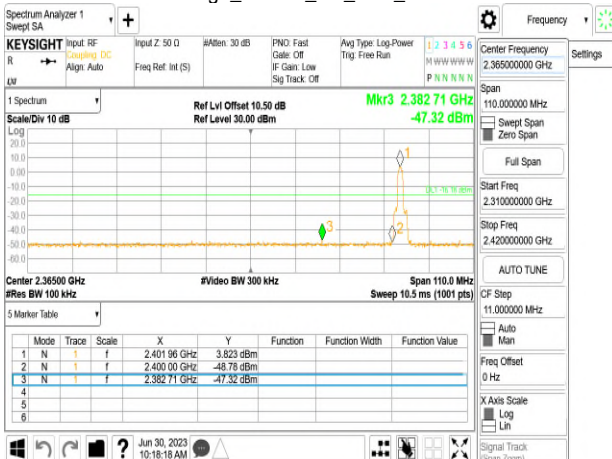 Spectrum Analyzer 1
Swept SA
+
Frequency
KEYSIGHT
Input: RF
Input Z: 50 Ω
#Atten: 30 dB
PNO: Fast
Avg Type: Log-Power
1 2 3 4 5 6
R
Coupling: DC
Gate: Off
Trig: Free Run
M W W W W W
Align: Auto
Freq Ref: Int (S)
IF Gain: Low
P N N N N N
Sig Track: Off
Center Frequency
2.365000000 GHz
Settings
1 Spectrum
Ref Lvl Offset 10.50 dB
Mkr3 2.382 71 GHz
Scale/Div 10 dB
Ref Level 30.00 dBm
-47.32 dBm
Span
110.000000 MHz
Swept Span
Zero Span
Full Span
Start Freq
2.310000000 GHz
Stop Freq
2.420000000 GHz
AUTO TUNE
CF Step
11.000000 MHz
Auto
Man
Freq Offset
0 Hz
X Axis Scale
Log
Lin
Signal Track
(Span Zoom)
Log
20.0
10.0
0.00
-10.0
-20.0
-30.0
-40.0
-50.0
-60.0
1
2
3
Center 2.36500 GHz
#Video BW 300 kHz
Span 110.0 MHz
#Res BW 100 kHz
Sweep 10.5 ms (1001 pts)
5 Marker Table
Mode Trace Scale X Y Function Function Width Function Value
1 N 1 f 2.401 96 GHz 3.823 dBm
2 N 1 f 2.400 00 GHz -48.78 dBm
3 N 1 f 2.382 71 GHz -47.32 dBm
4
5
6
?
Jun 30, 2023
10:18:18 AM